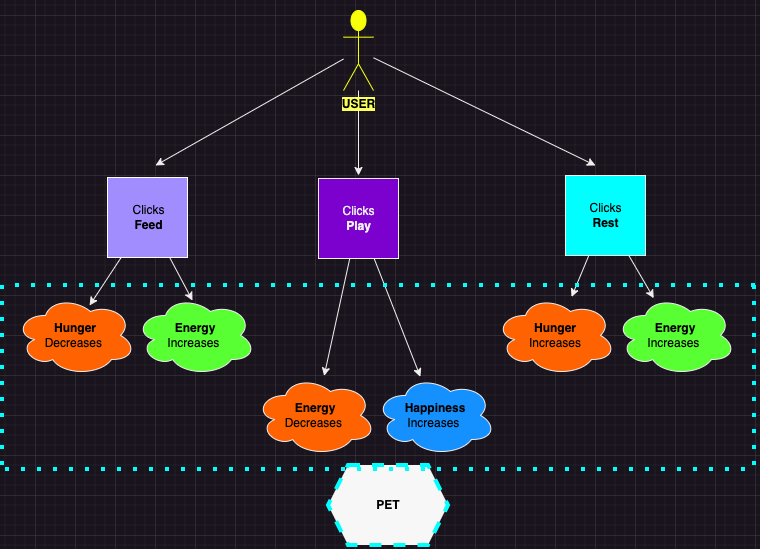 USER
Clicks
Feed
Clicks
Play
Clicks
Rest
Hunger
Decreases
Energy
Increases
Hunger
Increases
Energy
Increases
Energy
Decreases
Happiness
Increases
PET